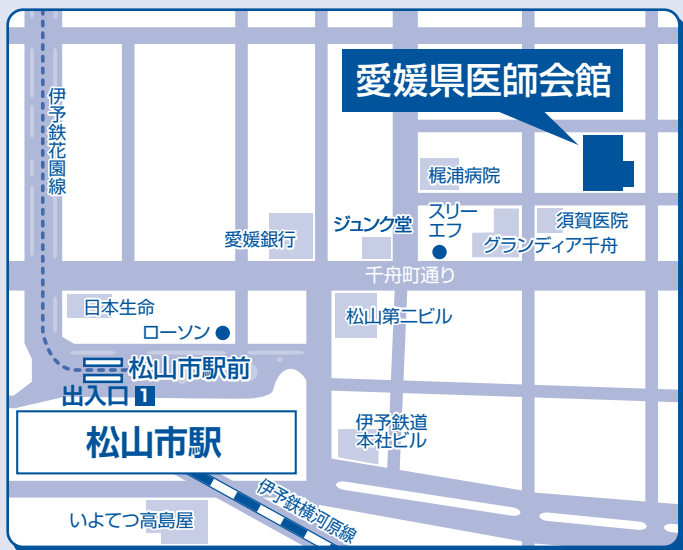 愛媛県医師会館
伊予鉄花園線
梶浦病院
スリー
エフ
須賀医院
グランディア千舟
ジュンク堂
愛媛銀行
千舟町通り
日本生命
松山第二ビル
ローソン
松山市駅前
出入口 1
松山市駅
伊予鉄道
本社ビル
伊予鉄横河原線
いよてつ高島屋